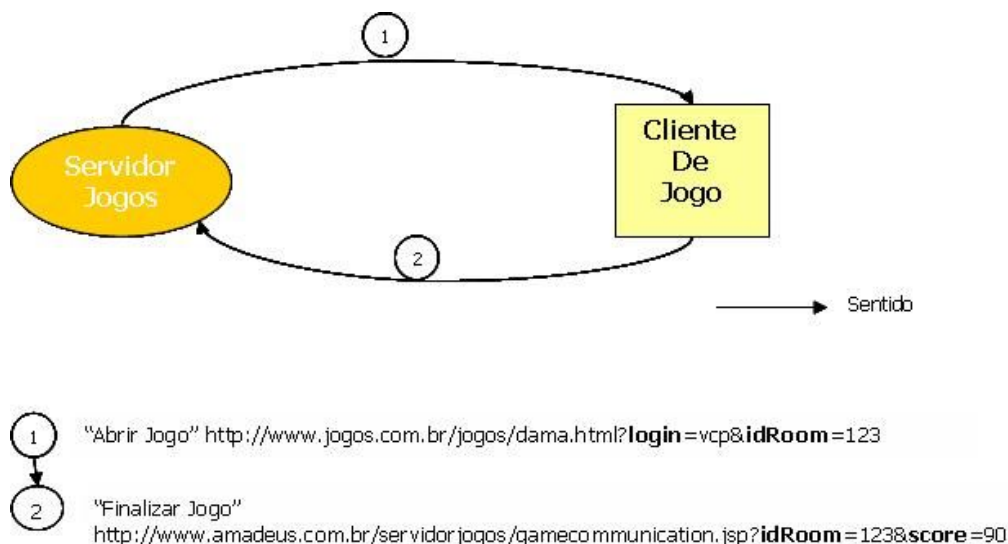 1
Servidor
Jogos
Cliente
De
Jogo
2
Sentido
1
"Abrir Jogo" http://www.jogos.com.br/jogos/dama.html?login=vcp&idRoom=123
2
"Finalizar Jogo"
http://www.amadeus.com.br/servidorjogos/gamecommunication.jsp?idRoom=123&score=90